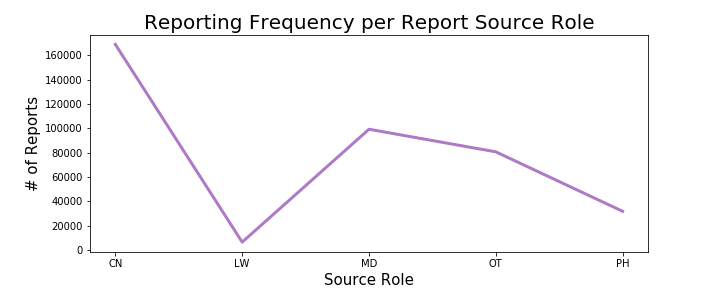 Reporting Frequency per Report Source Role
# of Reports
160000
140000
120000
100000
80000
60000
40000
20000
0
CN LW MD OT PH
Source Role